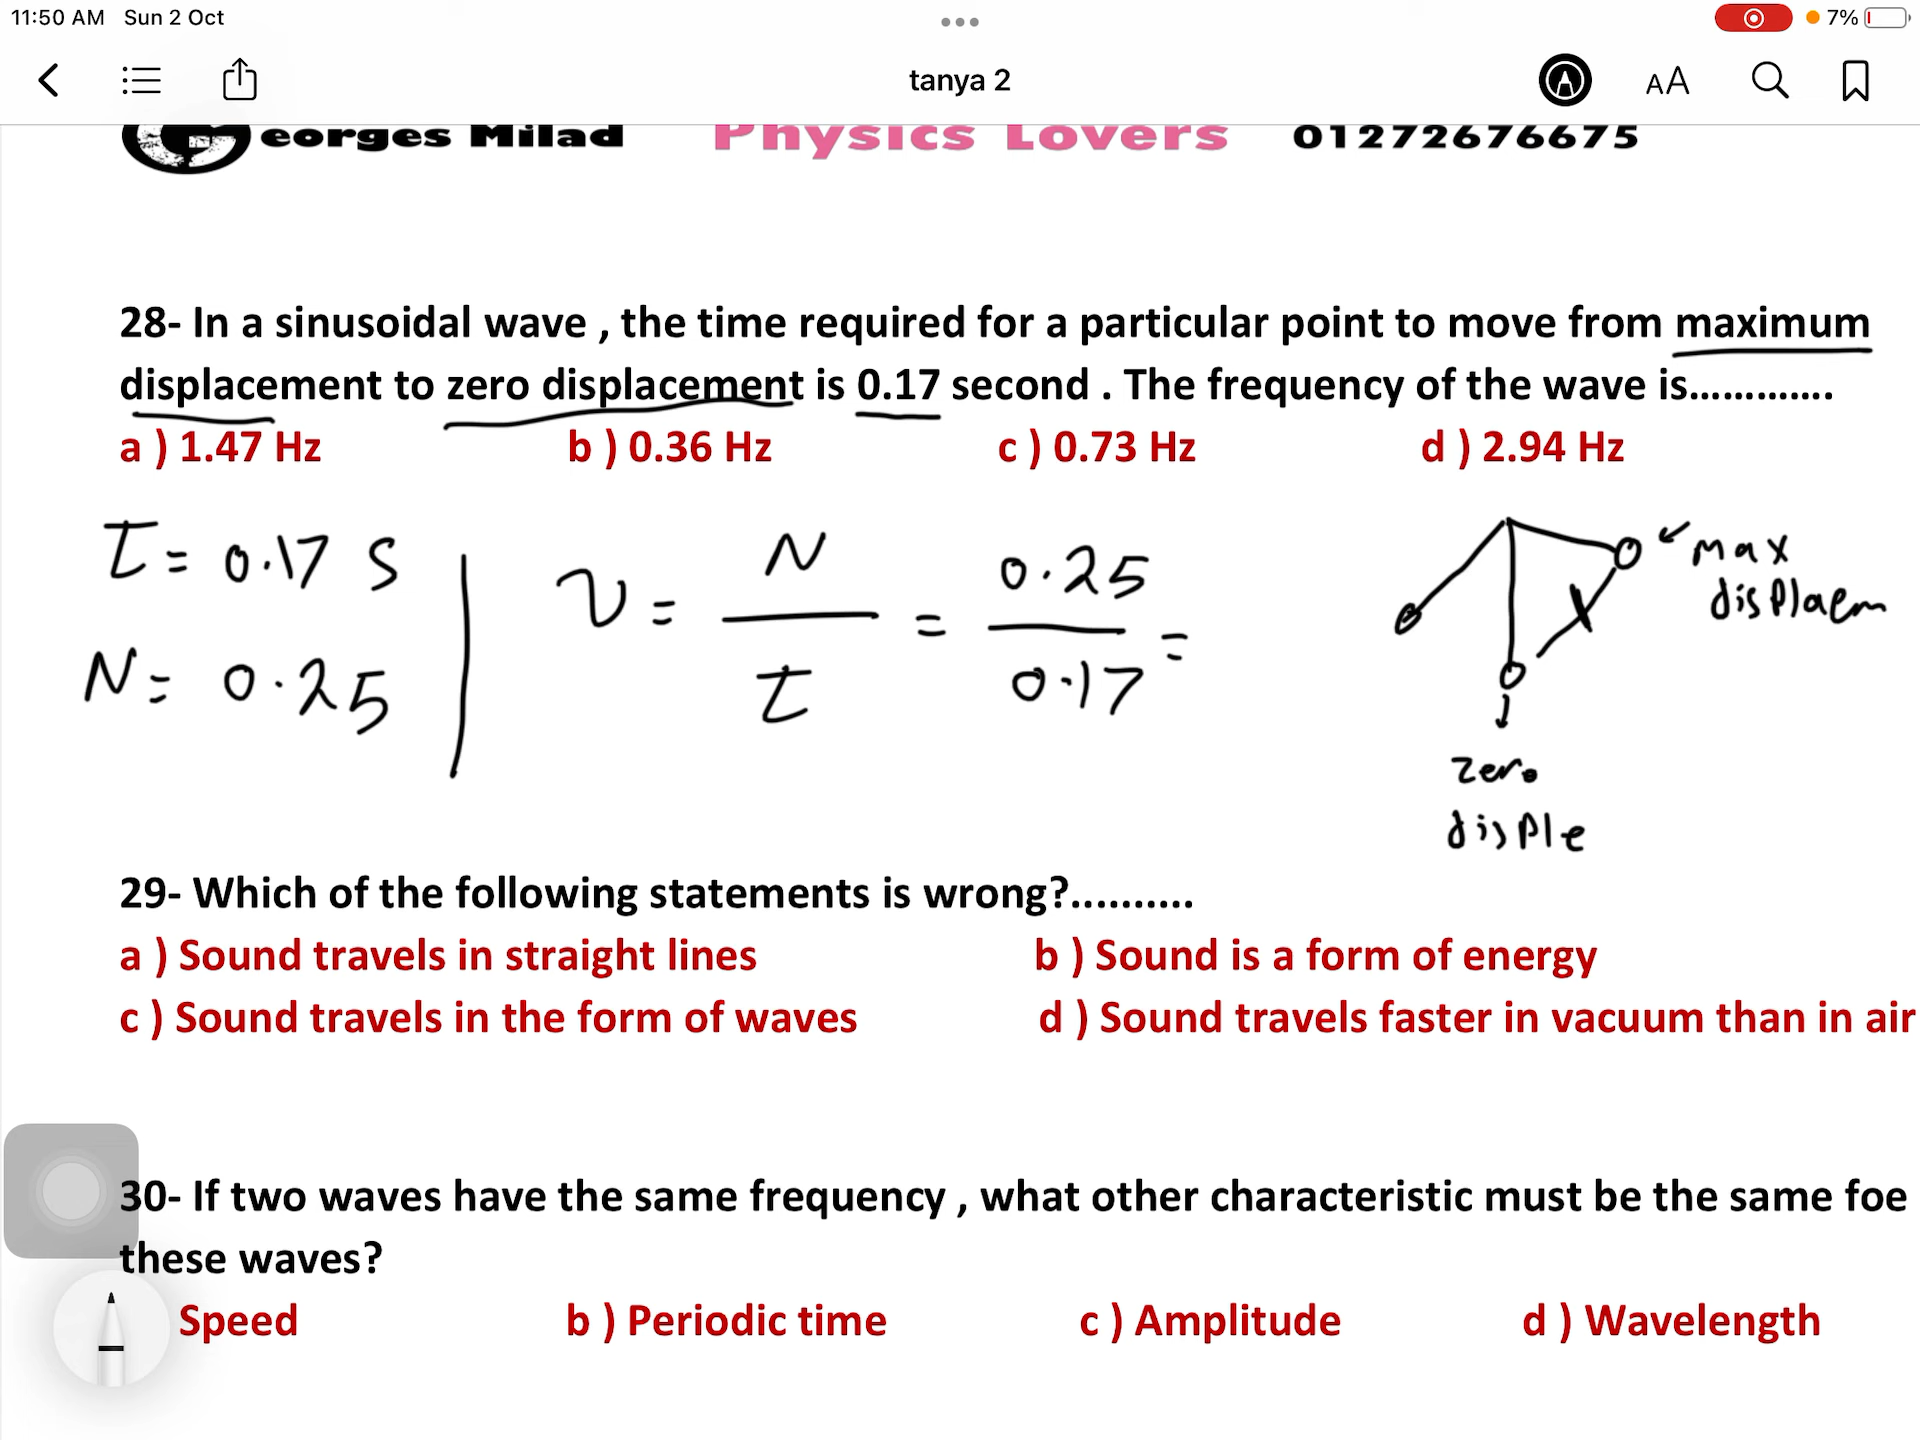 11:50 AM Sun 2 Oct
7%
tanya 2
AA
Georges Milad Physics Lovers 01272676675
28- In a sinusoidal wave , the time required for a particular point to move from maximum
displacement to zero displacement is 0.17 second . The frequency of the wave is.............
a ) 1.47 Hz b ) 0.36 Hz c ) 0.73 Hz d ) 2.94 Hz
t = 0.17 s
N = 0.25
ν = N / t = 0.25 / 0.17 =
max
displaem
zero
disple
29- Which of the following statements is wrong?..........
a ) Sound travels in straight lines b ) Sound is a form of energy
c ) Sound travels in the form of waves d ) Sound travels faster in vacuum than in air
30- If two waves have the same frequency , what other characteristic must be the same foe
these waves?
Speed b ) Periodic time c ) Amplitude d ) Wavelength